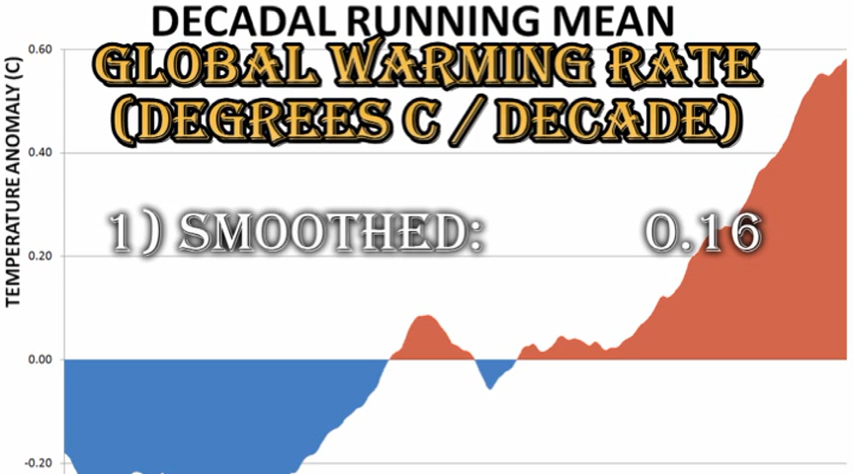 DECADAL RUNNING MEAN
GLOBAL WARMING RATE
(DEGREES C / DECADE)
TEMPERATURE ANOMALY (C)
0.60
0.40
1) SMOOTHED: 0.16
0.20
0.00
-0.20